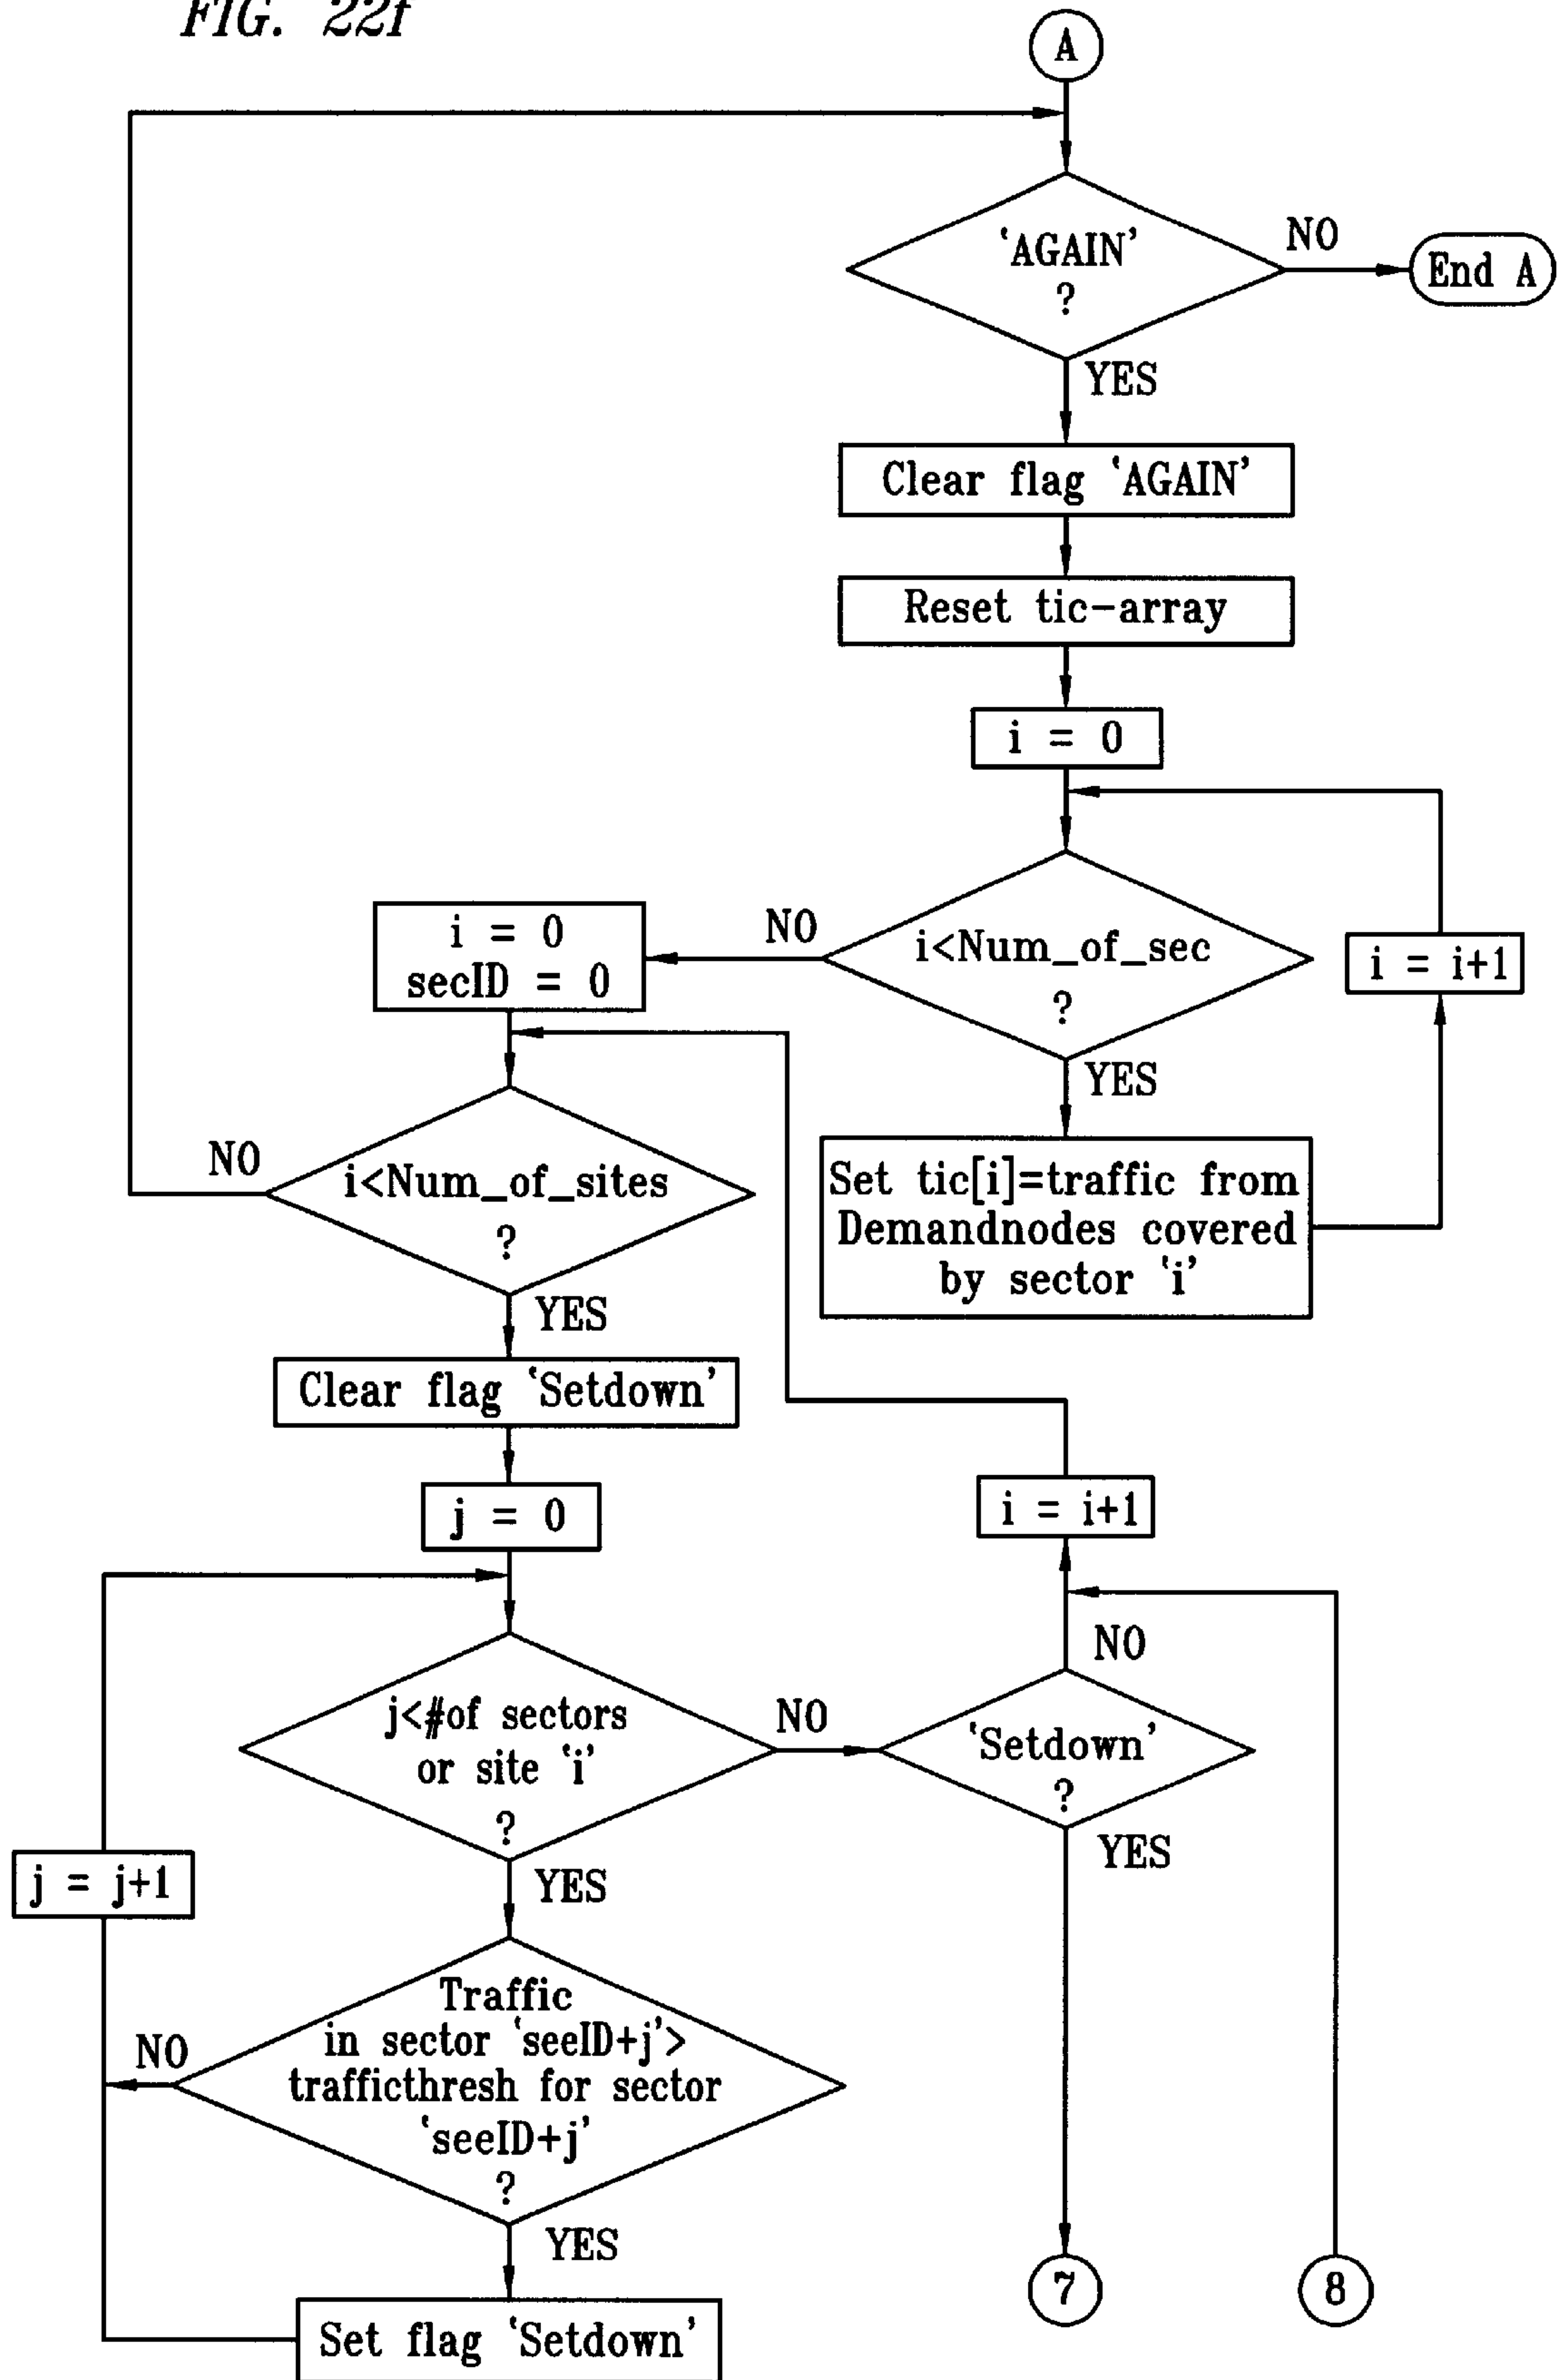 FIG. 22f
A
'AGAIN'
?
NO
End A
YES
Clear flag 'AGAIN'
Reset tic-array
i = 0
i<Num_of_sec
?
NO
YES
i = i+1
Set tic[i]=traffic from
Demandnodes covered
by sector 'i'
i = 0
secID = 0
i<Num_of_sites
?
NO
YES
Clear flag 'Setdown'
j = 0
j<#of sectors
or site 'i'
?
NO
YES
'Setdown'
?
NO
YES
i = i+1
j = j+1
Traffic
in sector 'seeID+j'>
trafficthresh for sector
'seeID+j'
?
NO
YES
Set flag 'Setdown'
7
8